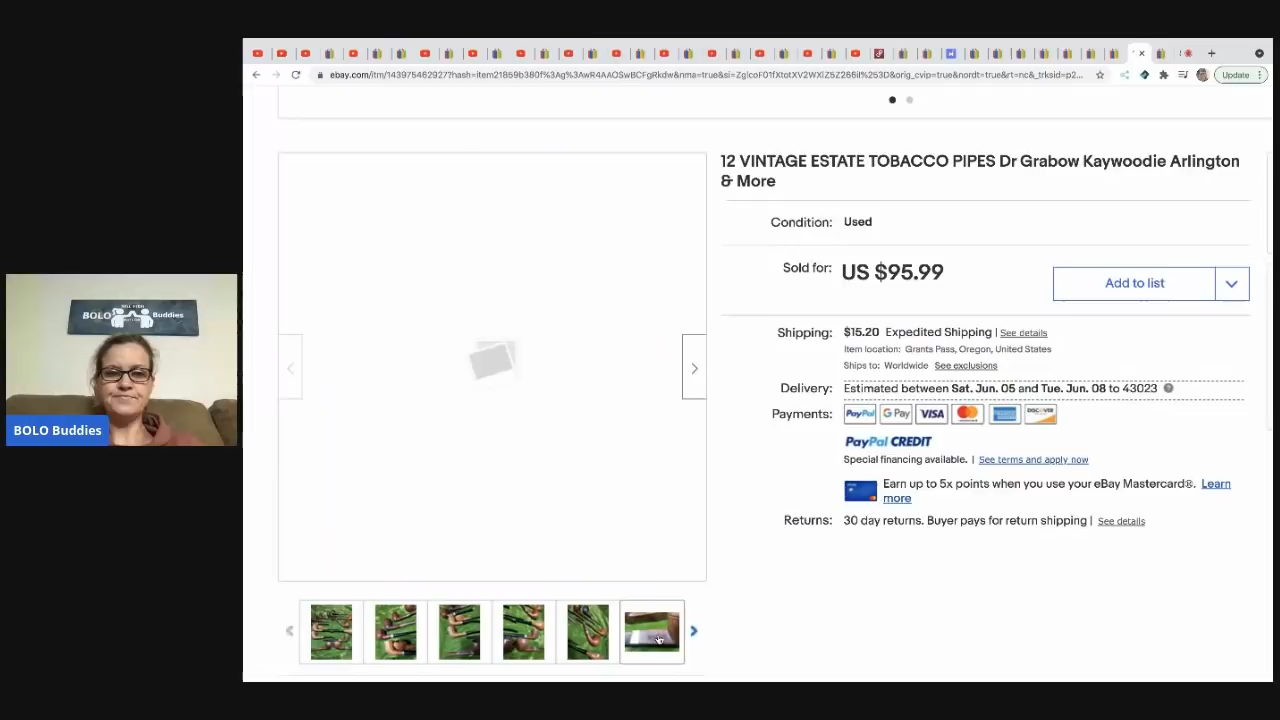 ebay.com/itm/143975462927?hash=item21859b380f%3Ag%3AwR4AAOSwBCFgRkdw&nma=true&si=ZglcoF01fXtotXV2WXiZ5Z266iI%253D&orig_cvip=true&nordt=true&rt=nc&_trksid=p2...
Update
12 VINTAGE ESTATE TOBACCO PIPES Dr Grabow Kaywoodie Arlington
& More
Condition: Used
Sold for: US $95.99
Add to list
Shipping: $15.20 Expedited Shipping | See details
Item location: Grants Pass, Oregon, United States
Ships to: Worldwide See exclusions
Delivery: Estimated between Sat. Jun. 05 and Tue. Jun. 08 to 43023
Payments: PayPal G Pay VISA
DISCOVER
PayPal CREDIT
Special financing available. | See terms and apply now
Earn up to 5x points when you use your eBay Mastercard®. Learn
more
Returns: 30 day returns. Buyer pays for return shipping | See details
BOLO Buddies
BOLO Buddies